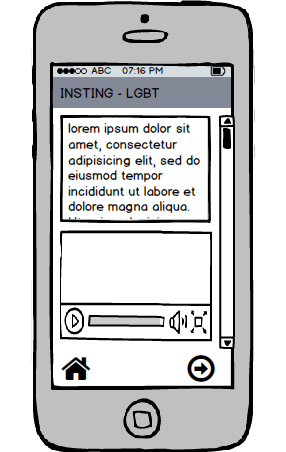 ABC 07:16 PM
INSTING - LGBT
lorem ipsum dolor sit
amet, consectetur
adipisicing elit, sed do
eiusmod tempor
incididunt ut labore et
dolore magna aliqua.